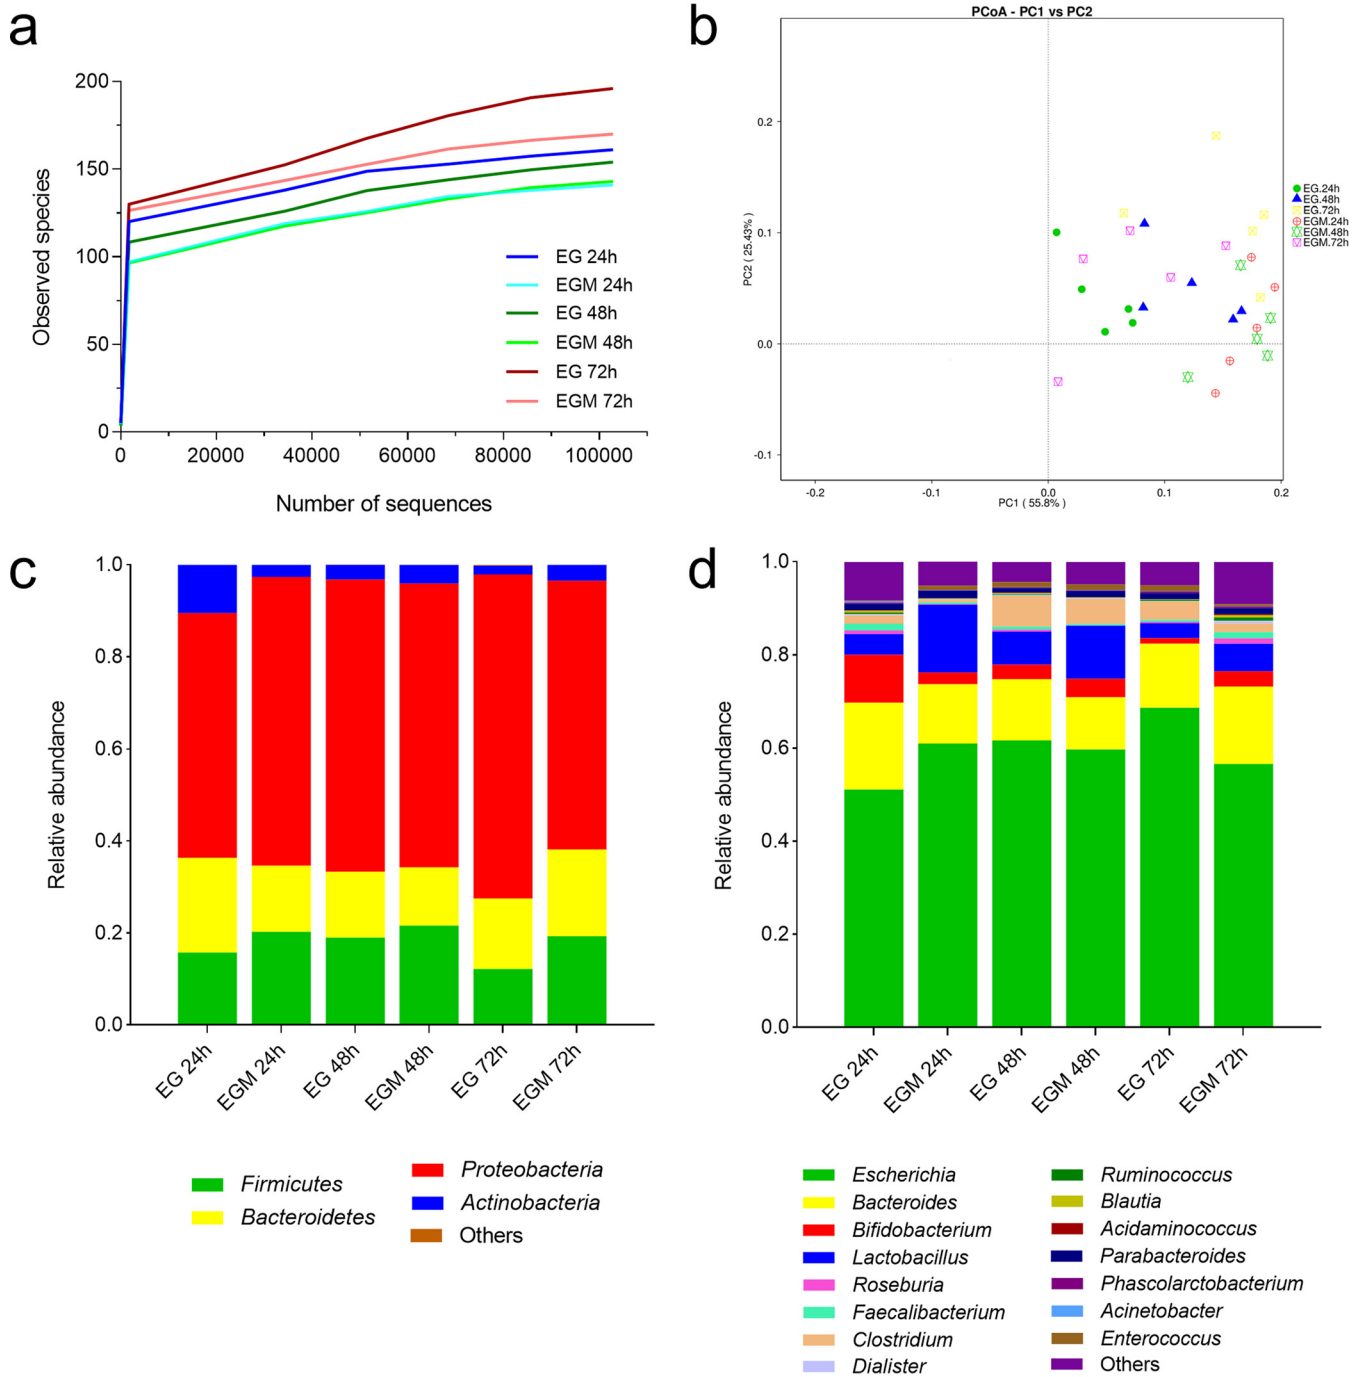 a
200
150
100
50
0
Observed species
0 20000 40000 60000 80000 100000
Number of sequences
EG 24h
EGM 24h
EG 48h
EGM 48h
EG 72h
EGM 72h
b
PCoA - PC1 vs PC2
0.2
0.1
0.0
-0.1
PC2 ( 25.43% )
-0.2 -0.1 0.0 0.1 0.2
PC1 ( 55.8% )
EG.24h
EG.48h
EG.72h
EGM.24h
EGM.48h
EGM.72h
c
1.0
0.8
0.6
0.4
0.2
0.0
Relative abundance
EG 24h EGM 24h EG 48h EGM 48h EG 72h EGM 72h
Firmicutes
Bacteroidetes
Proteobacteria
Actinobacteria
Others
d
1.0
0.8
0.6
0.4
0.2
0.0
Relative abundance
EG 24h EGM 24h EG 48h EGM 48h EG 72h EGM 72h
Escherichia
Bacteroides
Bifidobacterium
Lactobacillus
Roseburia
Faecalibacterium
Clostridium
Dialister
Ruminococcus
Blautia
Acidaminococcus
Parabacteroides
Phascolarctobacterium
Acinetobacter
Enterococcus
Others